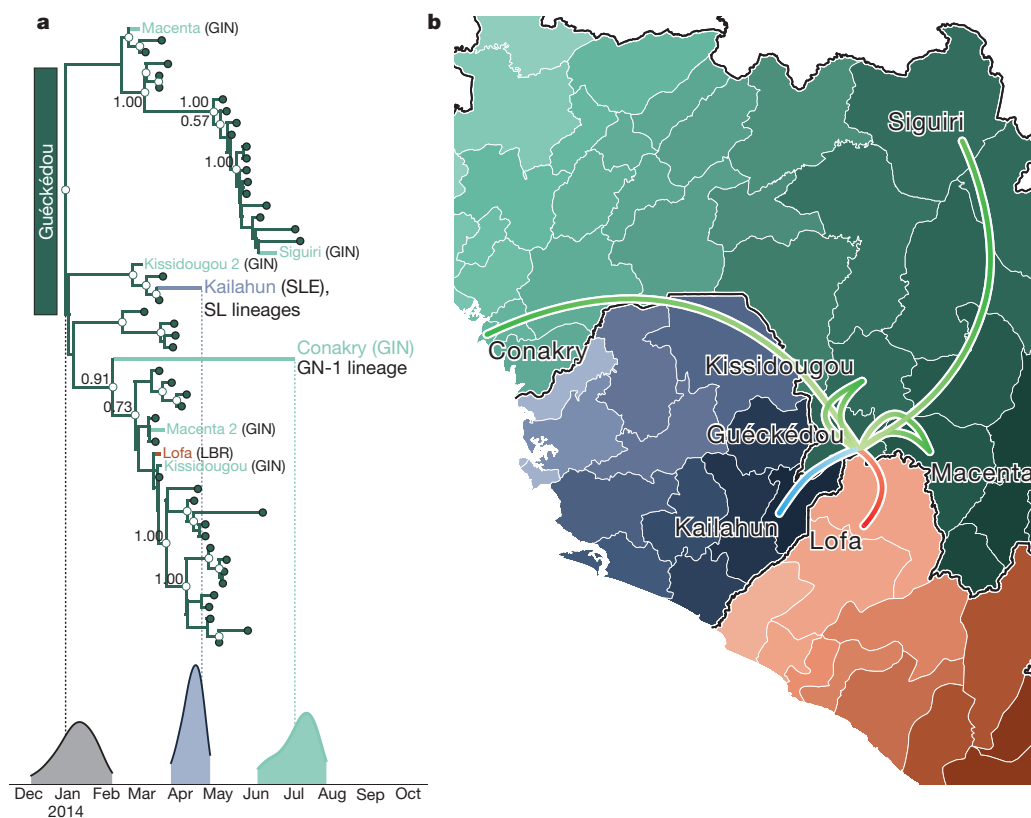 a
Macenta (GIN)
1.00
1.00
0.57
1.00
Guéckédou
Siguiri (GIN)
Kissidougou 2 (GIN)
Kailahun (SLE),
SL lineages
Conakry (GIN)
GN-1 lineage
0.91
0.73
Macenta 2 (GIN)
Lofa (LBR)
Kissidougou (GIN)
1.00
1.00
Dec Jan Feb Mar Apr May Jun Jul Aug Sep Oct
2014
b
Siguiri
Conakry
Kissidougou
Guéckédou
Macenta
Kailahun
Lofa